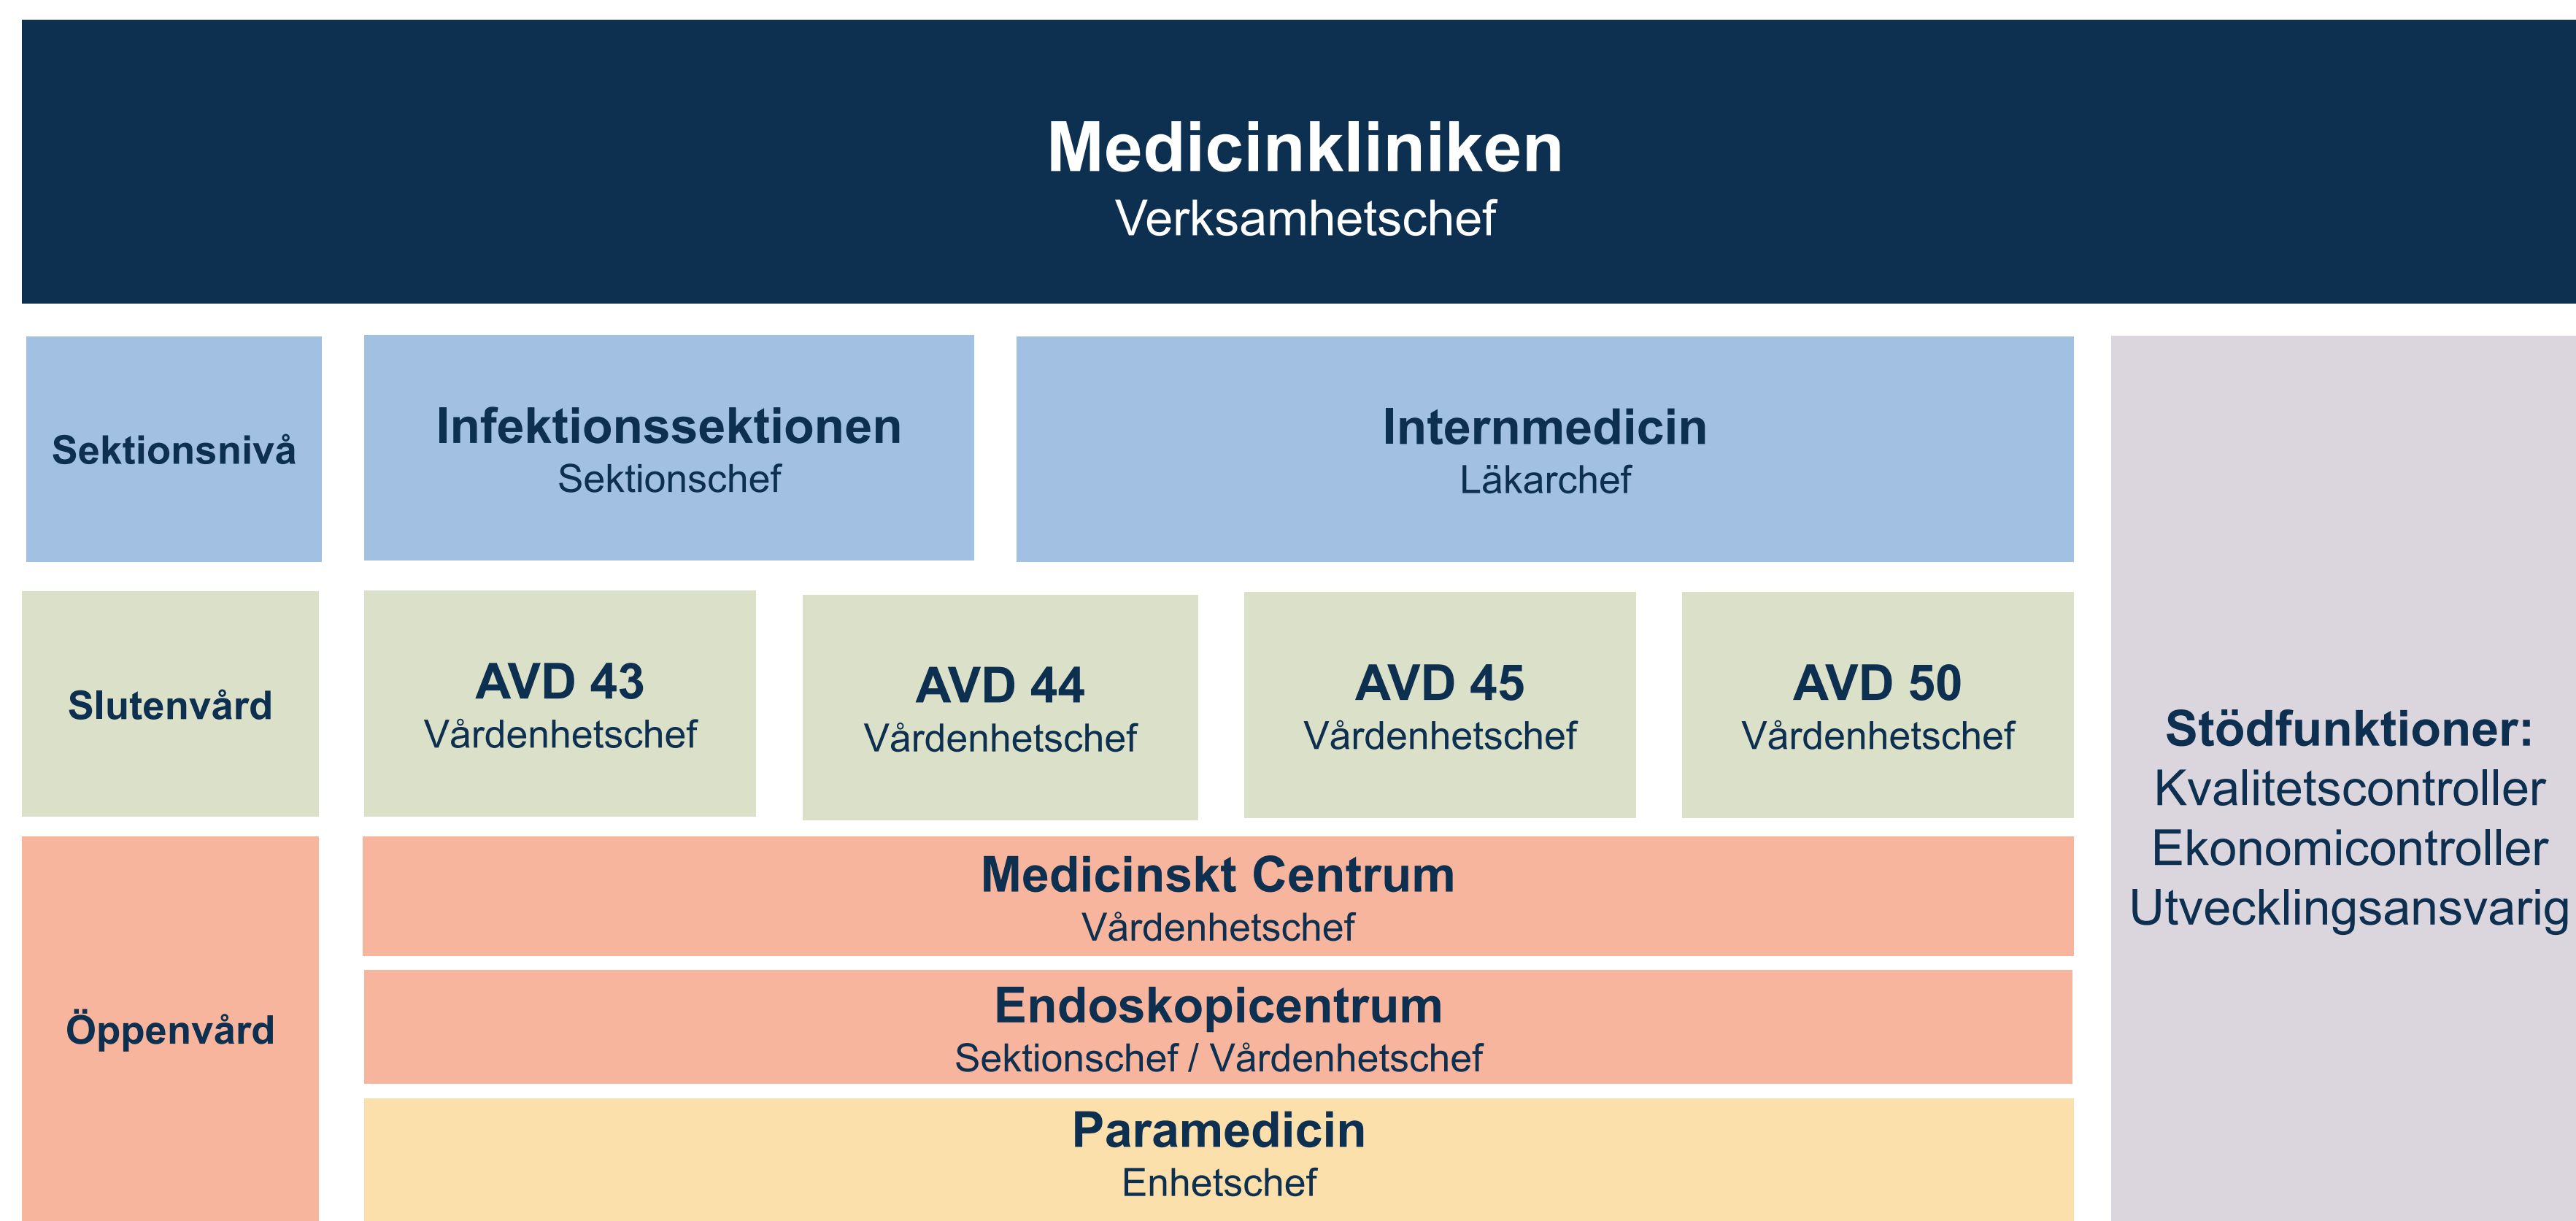 Medicinkliniken
Verksamhetschef
Sektionsnivå
Infektionssektionen
Sektionschef
Internmedicin
Läkarchef
Slutenvård
AVD 43
Vårdenhetschef
AVD 44
Vårdenhetschef
AVD 45
Vårdenhetschef
AVD 50
Vårdenhetschef
Öppenvård
Medicinskt Centrum
Vårdenhetschef
Endoskopicentrum
Sektionschef / Vårdenhetschef
Paramedicin
Enhetschef
Stödfunktioner:
Kvalitetscontroller
Ekonomicontroller
Utvecklingsansvarig